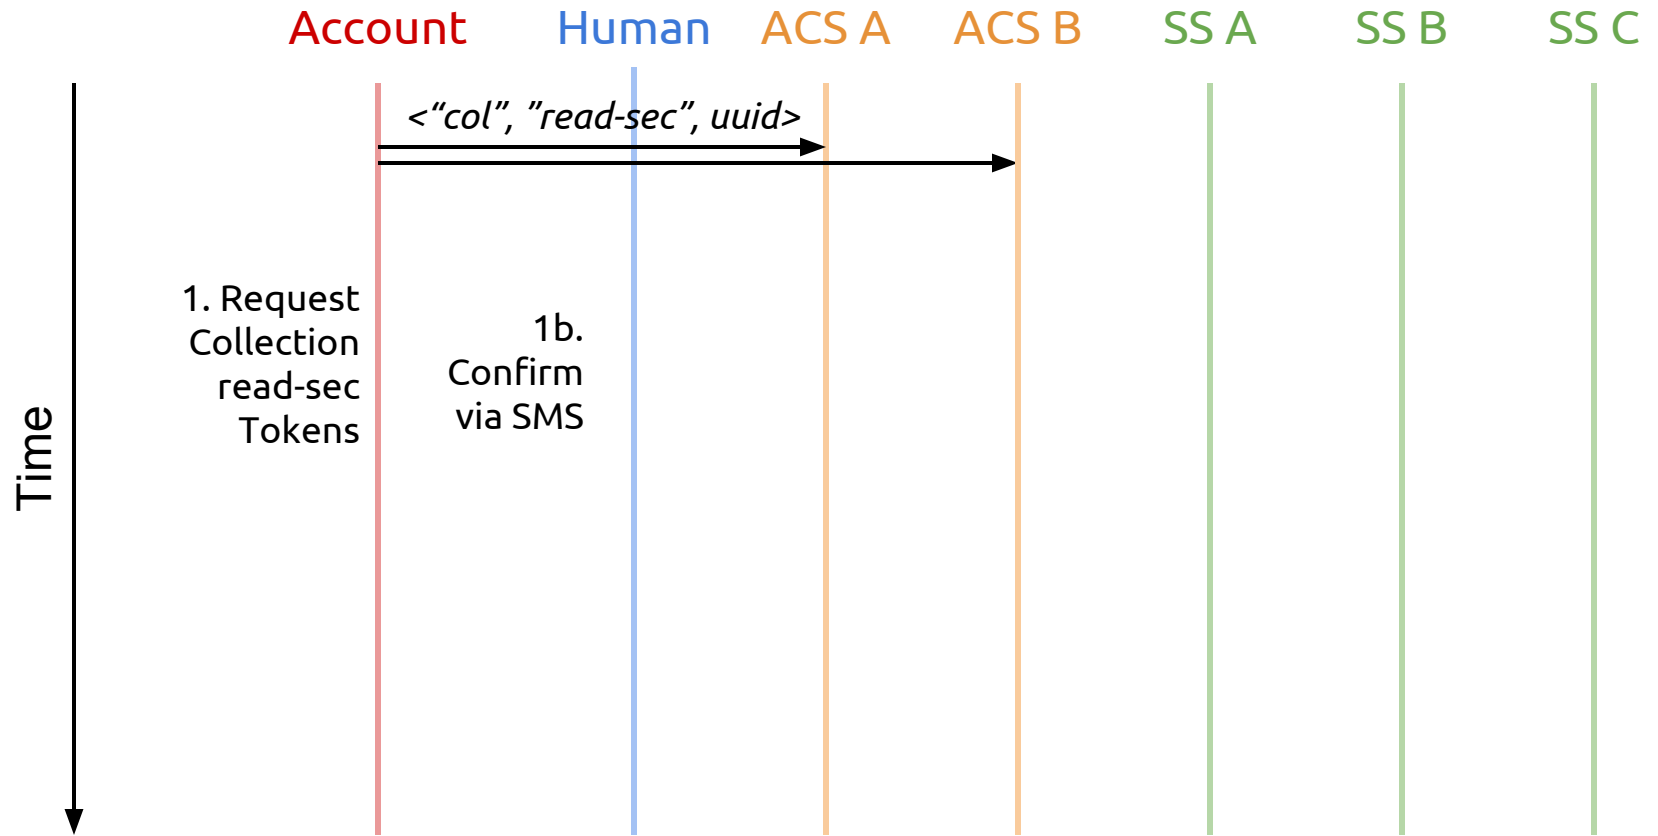 Account Human ACS A ACS B SS A SS B SS C
<“col”, ”read-sec”, uuid>
1. Request
Collection
read-sec
Tokens
1b.
Confirm
via SMS
Time